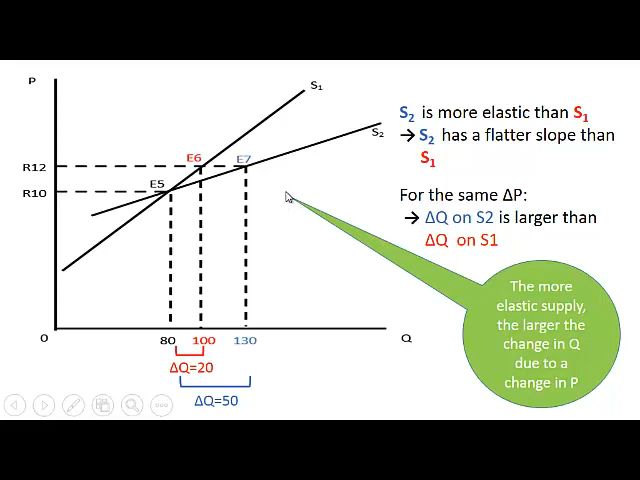 P
S₁
S₂
E6
E7
R12
E5
R10
0
80
100
130
Q
ΔQ=20
ΔQ=50
S₂ is more elastic than S₁
→ S₂ has a flatter slope than
S₁
For the same ΔP:
→ ΔQ on S2 is larger than
ΔQ on S1
The more
elastic supply,
the larger the
change in Q
due to a
change in P